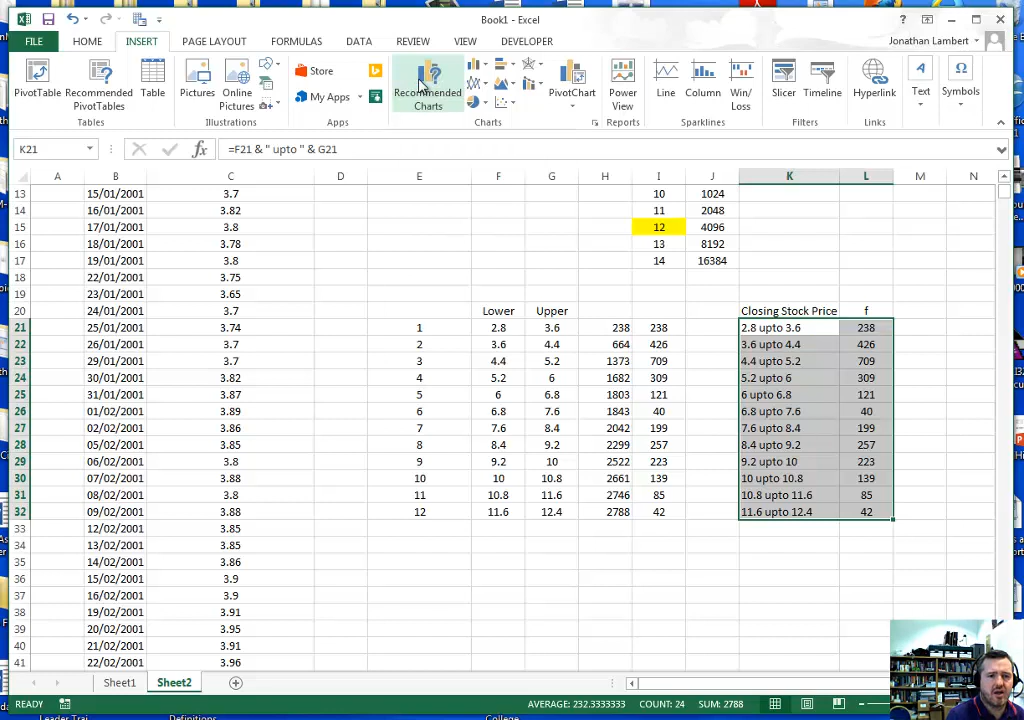 Book1 - Excel
FILE HOME INSERT PAGE LAYOUT FORMULAS DATA REVIEW VIEW DEVELOPER Jonathan Lambert
PivotTable Recommended PivotTables Table Pictures Online Pictures Store My Apps Recommended Charts PivotChart Power View Line Column Win/Loss Slicer Timeline Hyperlink Text Symbols
Tables Illustrations Apps Charts Reports Sparklines Filters Links
K21 fx =F21 & " upto " & G21
A B C D E F G H I J K L M N
13 15/01/2001 3.7 10 1024
14 16/01/2001 3.82 11 2048
15 17/01/2001 3.8 12 4096
16 18/01/2001 3.78 13 8192
17 19/01/2001 3.8 14 16384
18 22/01/2001 3.75
19 23/01/2001 3.65
20 24/01/2001 3.7 Lower Upper Closing Stock Price f
21 25/01/2001 3.74 1 2.8 3.6 238 238 2.8 upto 3.6 238
22 26/01/2001 3.7 2 3.6 4.4 664 426 3.6 upto 4.4 426
23 29/01/2001 3.7 3 4.4 5.2 1373 709 4.4 upto 5.2 709
24 30/01/2001 3.82 4 5.2 6 1682 309 5.2 upto 6 309
25 31/01/2001 3.87 5 6 6.8 1803 121 6 upto 6.8 121
26 01/02/2001 3.89 6 6.8 7.6 1843 40 6.8 upto 7.6 40
27 02/02/2001 3.86 7 7.6 8.4 2042 199 7.6 upto 8.4 199
28 05/02/2001 3.85 8 8.4 9.2 2299 257 8.4 upto 9.2 257
29 06/02/2001 3.8 9 9.2 10 2522 223 9.2 upto 10 223
30 07/02/2001 3.88 10 10 10.8 2661 139 10 upto 10.8 139
31 08/02/2001 3.8 11 10.8 11.6 2746 85 10.8 upto 11.6 85
32 09/02/2001 3.88 12 11.6 12.4 2788 42 11.6 upto 12.4 42
33 12/02/2001 3.85
34 13/02/2001 3.85
35 14/02/2001 3.86
36 15/02/2001 3.9
37 16/02/2001 3.9
38 19/02/2001 3.91
39 20/02/2001 3.95
40 21/02/2001 3.91
41 22/02/2001 3.96
Sheet1 Sheet2
READY AVERAGE: 232.3333333 COUNT: 24 SUM: 2788